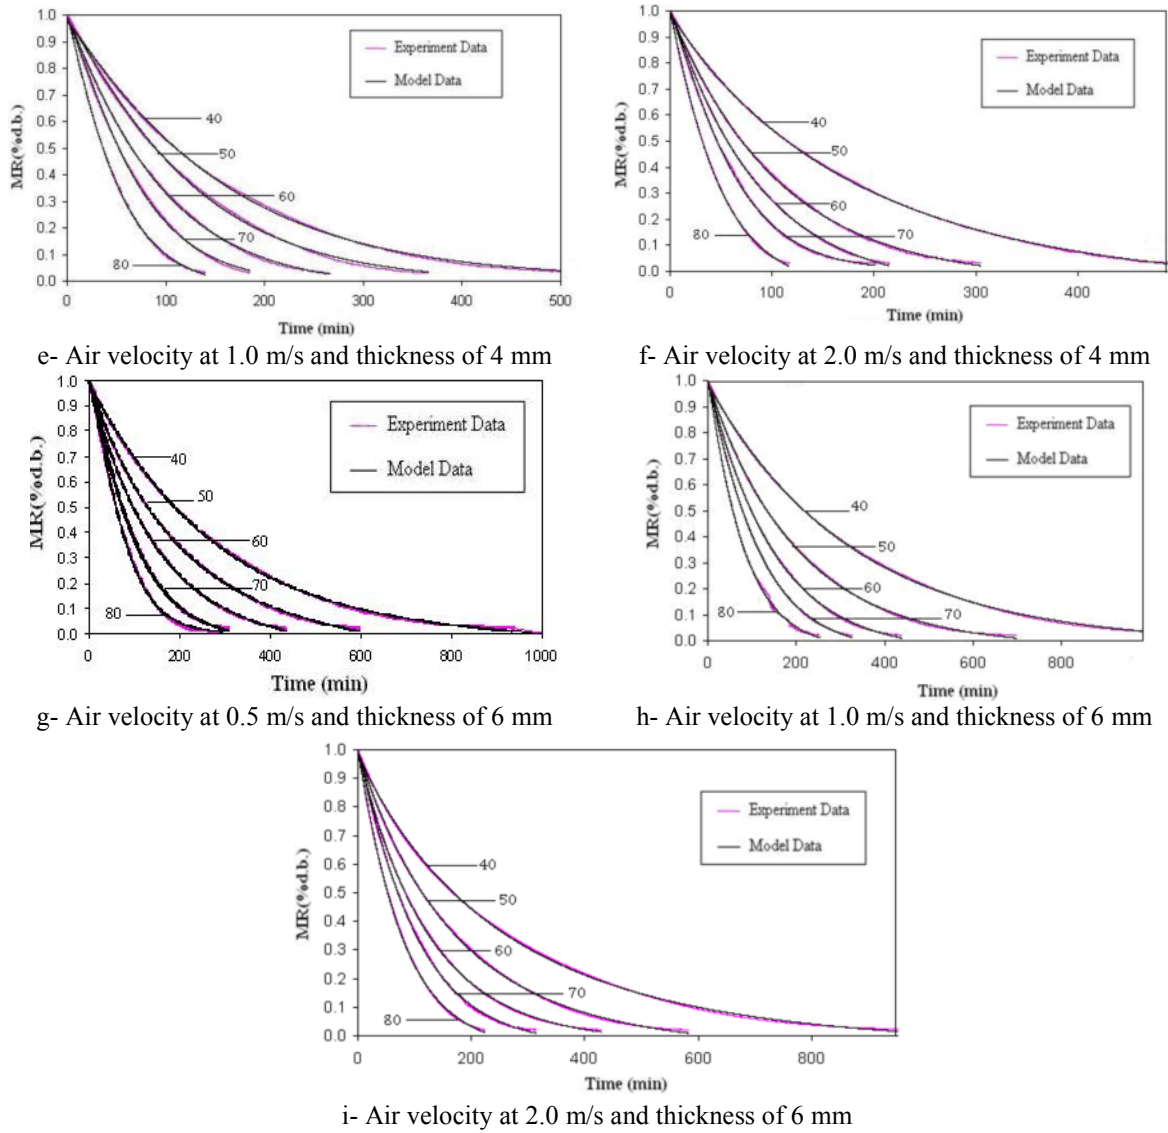 1.0
0.9
0.8
0.7
0.6
0.5
0.4
0.3
0.2
0.1
0.0
MR(%d.b.)
Experiment Data
Model Data
40
50
60
70
80
0 100 200 300 400 500
Time (min)
e- Air velocity at 1.0 m/s and thickness of 4 mm
1.0
0.9
0.8
0.7
0.6
0.5
0.4
0.3
0.2
0.1
0.0
MR(%d.b.)
Experiment Data
Model Data
40
50
60
70
80
0 100 200 300 400
Time (min)
f- Air velocity at 2.0 m/s and thickness of 4 mm
1.0
0.9
0.8
0.7
0.6
0.5
0.4
0.3
0.2
0.1
0.0
MR(%d.b.)
Experiment Data
Model Data
40
50
60
70
80
0 200 400 600 800 1000
Time (min)
g- Air velocity at 0.5 m/s and thickness of 6 mm
1.0
0.9
0.8
0.7
0.6
0.5
0.4
0.3
0.2
0.1
0.0
MR(%d.b.)
Experiment Data
Model Data
40
50
60
70
80
0 200 400 600 800
Time (min)
h- Air velocity at 1.0 m/s and thickness of 6 mm
1.0
0.9
0.8
0.7
0.6
0.5
0.4
0.3
0.2
0.1
0.0
MR(%d.b.)
Experiment Data
Model Data
40
50
60
70
80
0 200 400 600 800
Time (min)
i- Air velocity at 2.0 m/s and thickness of 6 mm